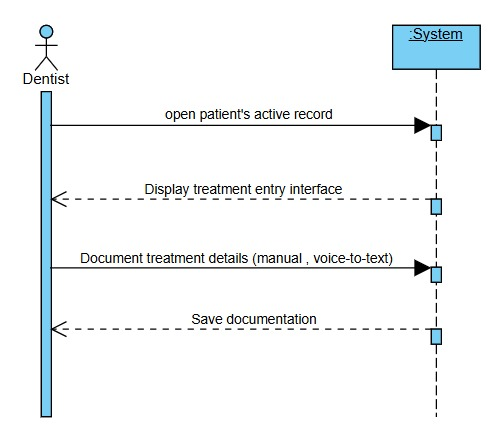 :System
Dentist
open patient's active record
Display treatment entry interface
Document treatment details (manual , voice-to-text)
Save documentation